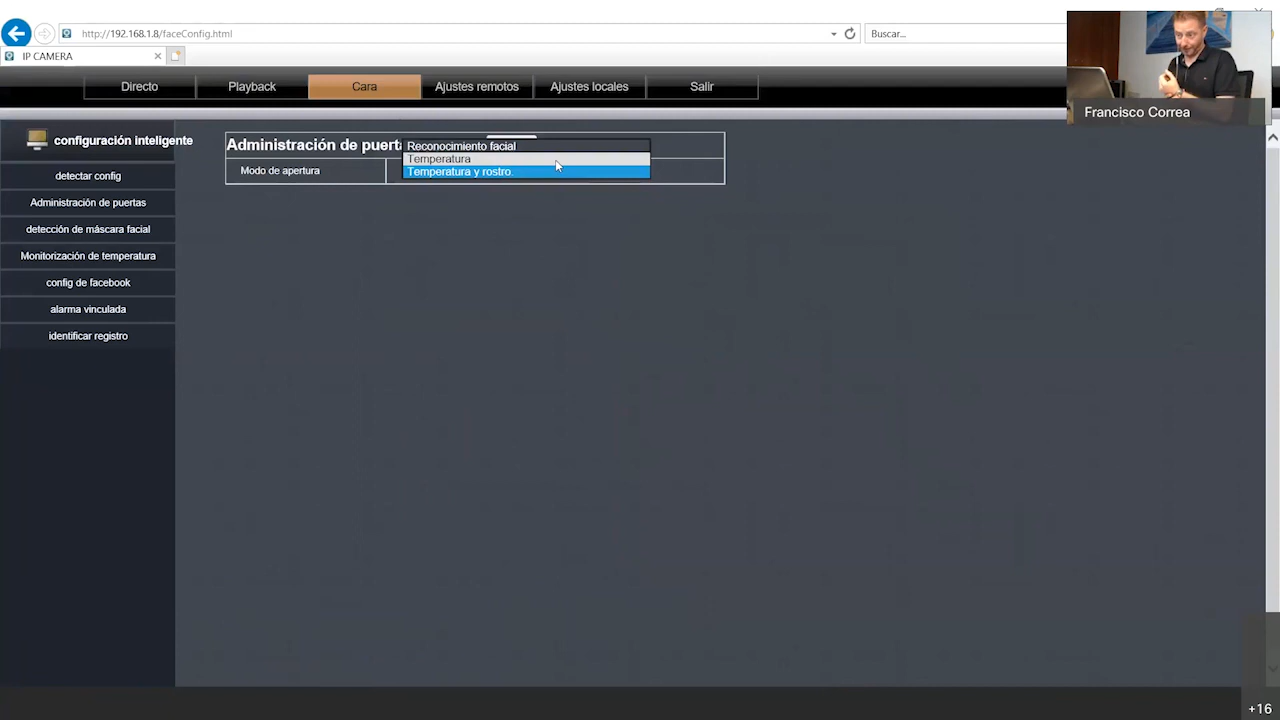 http://192.168.1.8/faceConfig.html
Buscar...
IP CAMERA
Directo
Playback
Cara
Ajustes remotos
Ajustes locales
Salir
Francisco Correa
configuración inteligente
detectar config
Administración de puertas
detección de máscara facial
Monitorización de temperatura
config de facebook
alarma vinculada
identificar registro
Administración de puerta
Modo de apertura
Reconocimiento facial
Temperatura
Temperatura y rostro.
+16